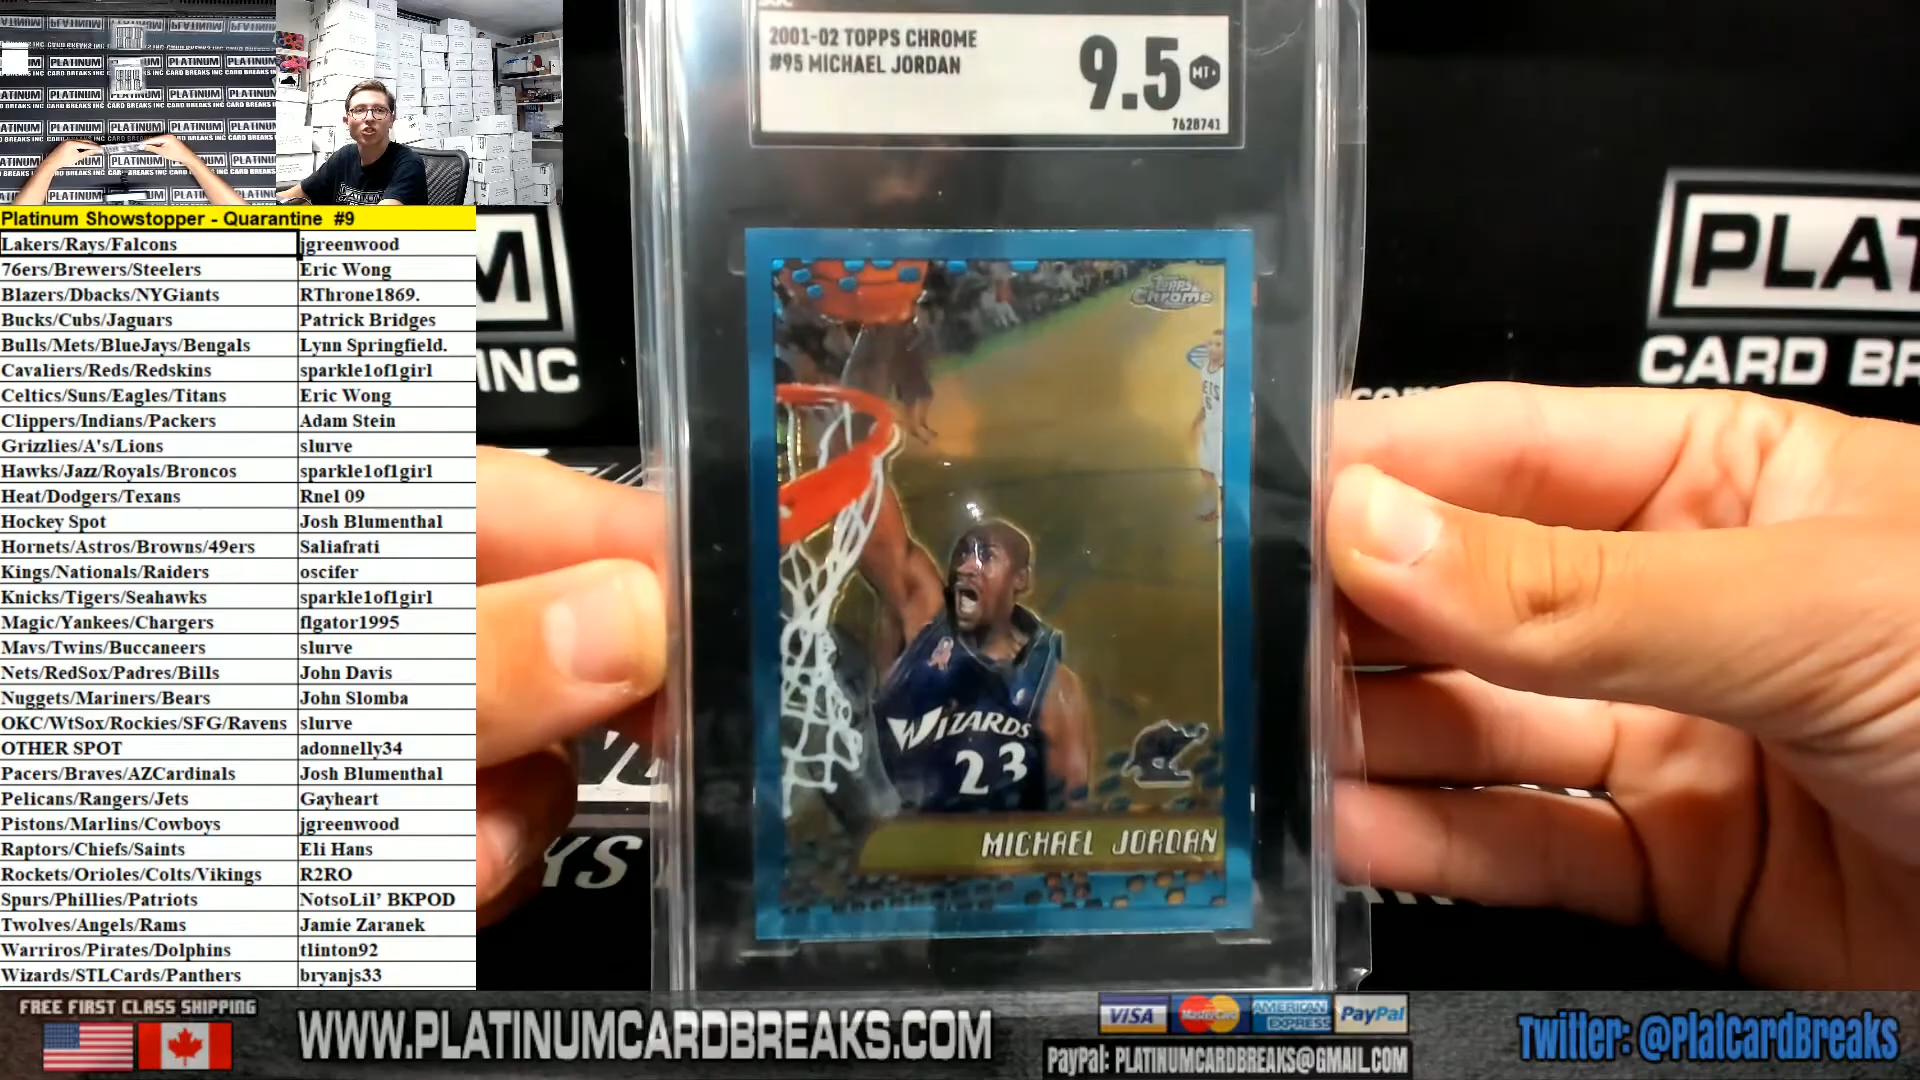 Platinum Showstopper - Quarantine #9
Lakers/Rays/Falcons jgreenwood
76ers/Brewers/Steelers Eric Wong
Blazers/Dbacks/NYGiants RThrone1869.
Bucks/Cubs/Jaguars Patrick Bridges
Bulls/Mets/BlueJays/Bengals Lynn Springfield.
Cavaliers/Reds/Redskins sparkle1of1girl
Celtics/Suns/Eagles/Titans Eric Wong
Clippers/Indians/Packers Adam Stein
Grizzlies/A's/Lions slurve
Hawks/Jazz/Royals/Broncos sparkle1of1girl
Heat/Dodgers/Texans Rnel 09
Hockey Spot Josh Blumenthal
Hornets/Astros/Browns/49ers Saliafrati
Kings/Nationals/Raiders oscifer
Knicks/Tigers/Seahawks sparkle1of1girl
Magic/Yankees/Chargers flgator1995
Mavs/Twins/Buccaneers slurve
Nets/RedSox/Padres/Bills John Davis
Nuggets/Mariners/Bears John Slomba
OKC/WtSox/Rockies/SFG/Ravens slurve
OTHER SPOT adonnelly34
Pacers/Braves/AZCardinals Josh Blumenthal
Pelicans/Rangers/Jets Gayheart
Pistons/Marlins/Cowboys jgreenwood
Raptors/Chiefs/Saints Eli Hans
Rockets/Orioles/Colts/Vikings R2RO
Spurs/Phillies/Patriots NotsoLil' BKPOD
Twolves/Angels/Rams Jamie Zaranek
Warriros/Pirates/Dolphins tlinton92
Wizards/STLCards/Panthers bryanjs33
2001-02 TOPPS CHROME
#95 MICHAEL JORDAN
9.5
MT+
7628741
Topps
Chrome
WIZARDS
23
MICHAEL JORDAN
PLA
CARD BR
INC
FREE FIRST CLASS SHIPPING
WWW.PLATINUMCARDBREAKS.COM
VISA MasterCard AMERICAN EXPRESS PayPal
PayPal: PLATINUMCARDBREAKS@GMAIL.COM
Twitter: @PlatCardBreaks